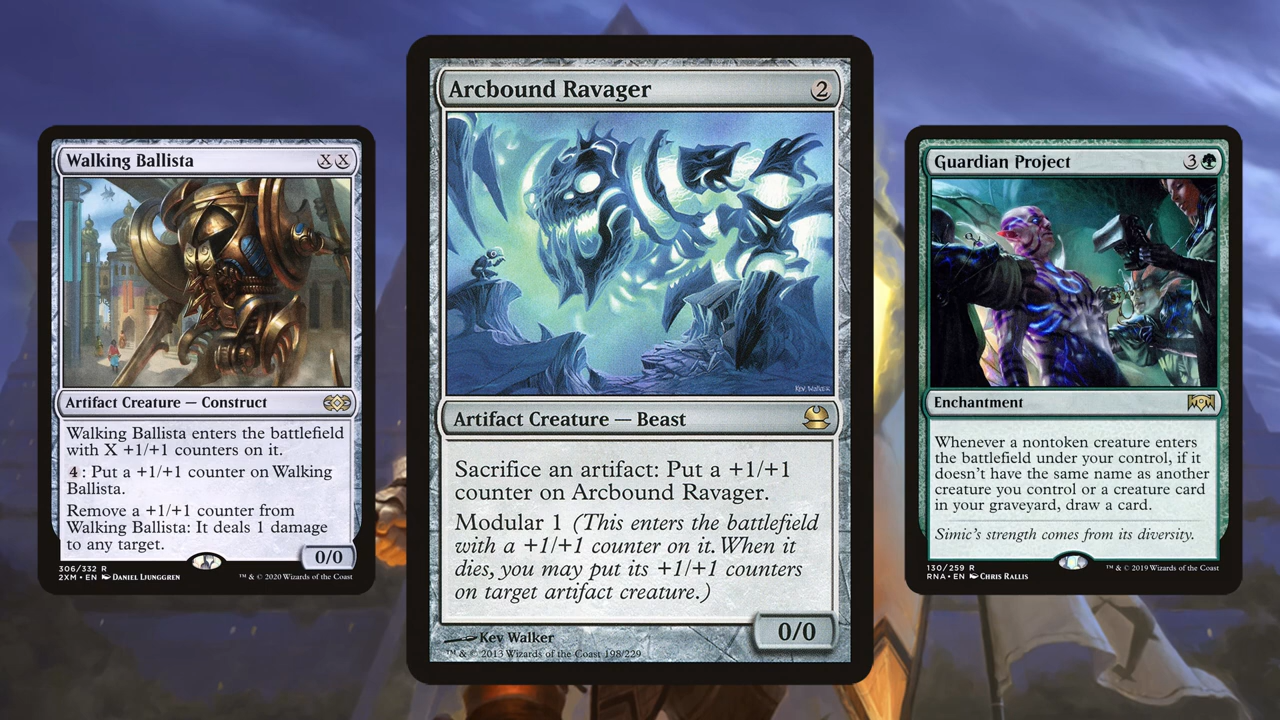 Walking Ballista XX
Artifact Creature — Construct
Walking Ballista enters the battlefield
with X +1/+1 counters on it.
4: Put a +1/+1 counter on Walking
Ballista.
Remove a +1/+1 counter from
Walking Ballista: It deals 1 damage
to any target.
0/0
306/332 R
2XM • EN Daniel Ljunggren ™ & © 2020 Wizards of the Coast
Arcbound Ravager 2
Kev Walker
Artifact Creature — Beast
Sacrifice an artifact: Put a +1/+1
counter on Arcbound Ravager.
Modular 1 (This enters the battlefield
with a +1/+1 counter on it. When it
dies, you may put its +1/+1 counters
on target artifact creature.)
0/0
Kev Walker
™ & © 2013 Wizards of the Coast 198/229
Guardian Project 3
Enchantment
Whenever a nontoken creature enters
the battlefield under your control, if it
doesn't have the same name as another
creature you control or a creature card
in your graveyard, draw a card.
Simic's strength comes from its diversity.
130/259 R
RNA • EN Chris Rallis ™ & © 2019 Wizards of the Coast